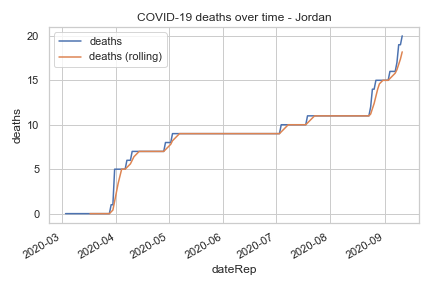 COVID-19 deaths over time - Jordan
deaths
deaths (rolling)
deaths
20
15
10
5
0
2020-03
2020-04
2020-05
2020-06
2020-07
2020-08
2020-09
dateRep